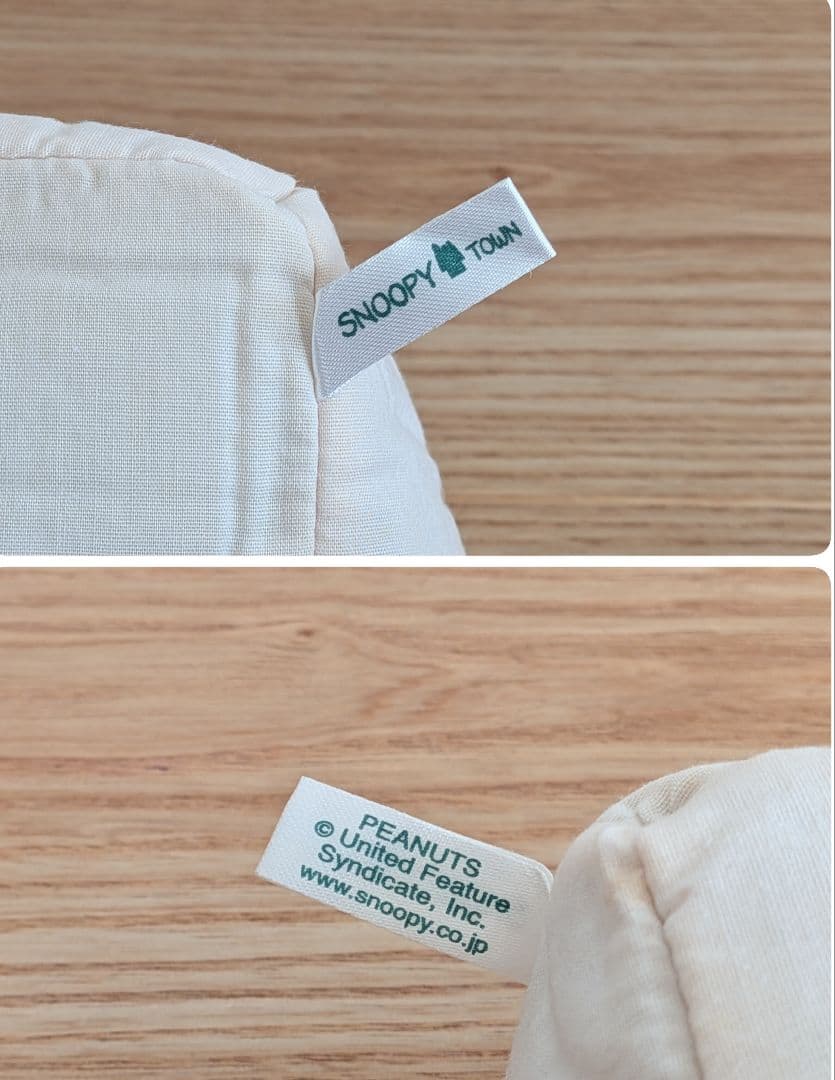 SNOOPY TOWN
PEANUTS
© United Feature
Syndicate, Inc.
www.snoopy.co.jp